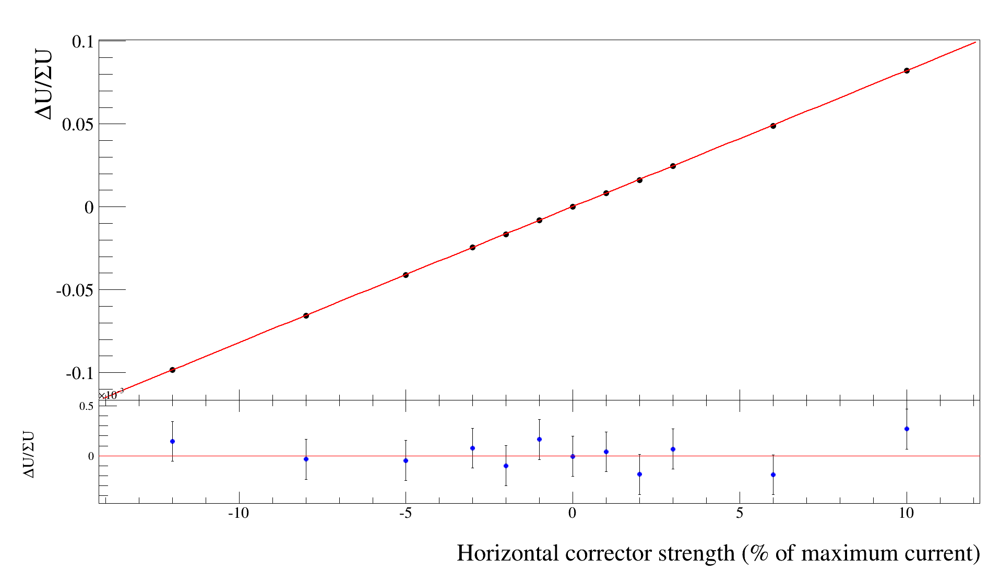 ΔU/ΣU
0.1
0.05
0
-0.05
-0.1
×10⁻³
ΔU/ΣU
0.5
0
-10 -5 0 5 10
Horizontal corrector strength (% of maximum current)